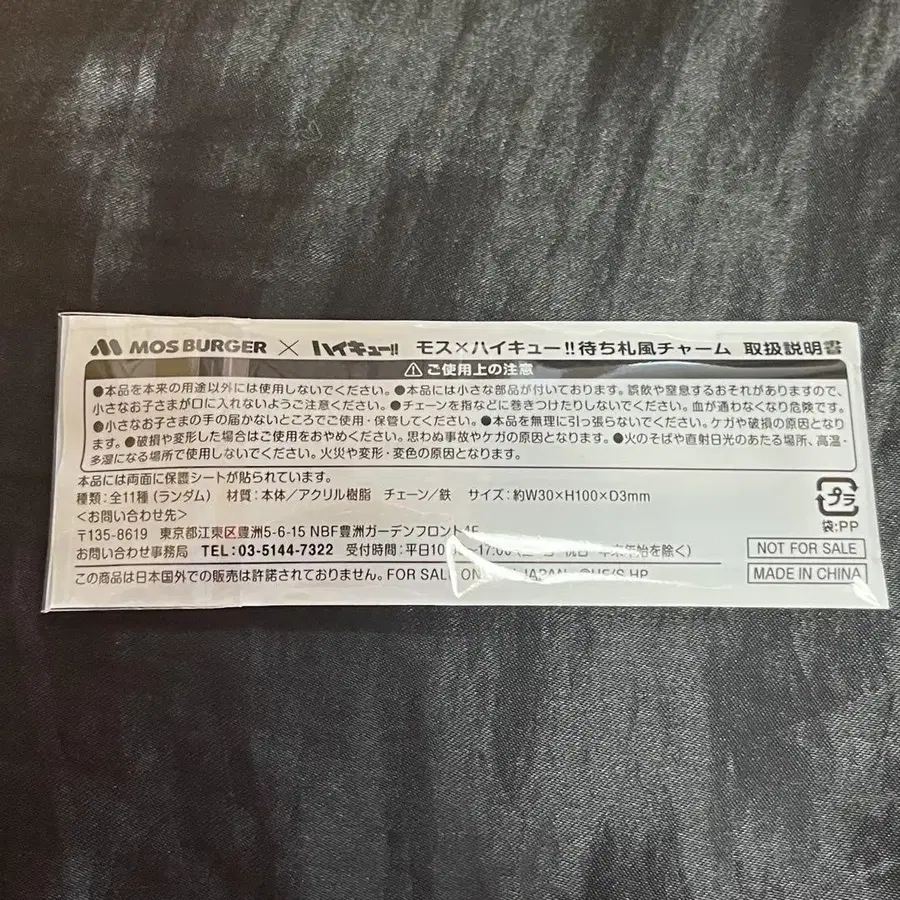 MOS BURGER × ハイキュー!! モス×ハイキュー!!待ち札風チャーム 取扱説明書
ご使用上の注意
●本品を本来の用途以外には使用しないでください。●本品には小さな部品が付いております。誤飲や窒息するおそれがありますので、
小さなお子さまが口に入れないようご注意ください。●チェーンを指などに巻きつけたりしないでください。血が通わなくなり危険です。
●小さなお子さまの手の届かないところでご使用・保管してください。●本品を無理に引っ張らないでください。ケガや破損の原因となり
ます。●破損や変形した場合はご使用をおやめください。思わぬ事故やケガの原因となります。●火のそばや直射日光のあたる場所、高温・
多湿になる場所で使用しないでください。火災や変形・変色の原因となります。
本品には両面に保護シートが貼られています。
種類:全11種(ランダム) 材質:本体/アクリル樹脂 チェーン/鉄 サイズ:約W30×H100×D3mm
<お問い合わせ先>
〒135-8619 東京都江東区豊洲5-6-15 NBF豊洲ガーデンフロント4F
お問い合わせ事務局 TEL:03-5144-7322 受付時間:平日10 ~17:00 年末年始を除く)
この商品は日本国外での販売は許諾されておりません。FOR SALE JAPAN
プラ
袋:PP
NOT FOR SALE
MADE IN CHINA